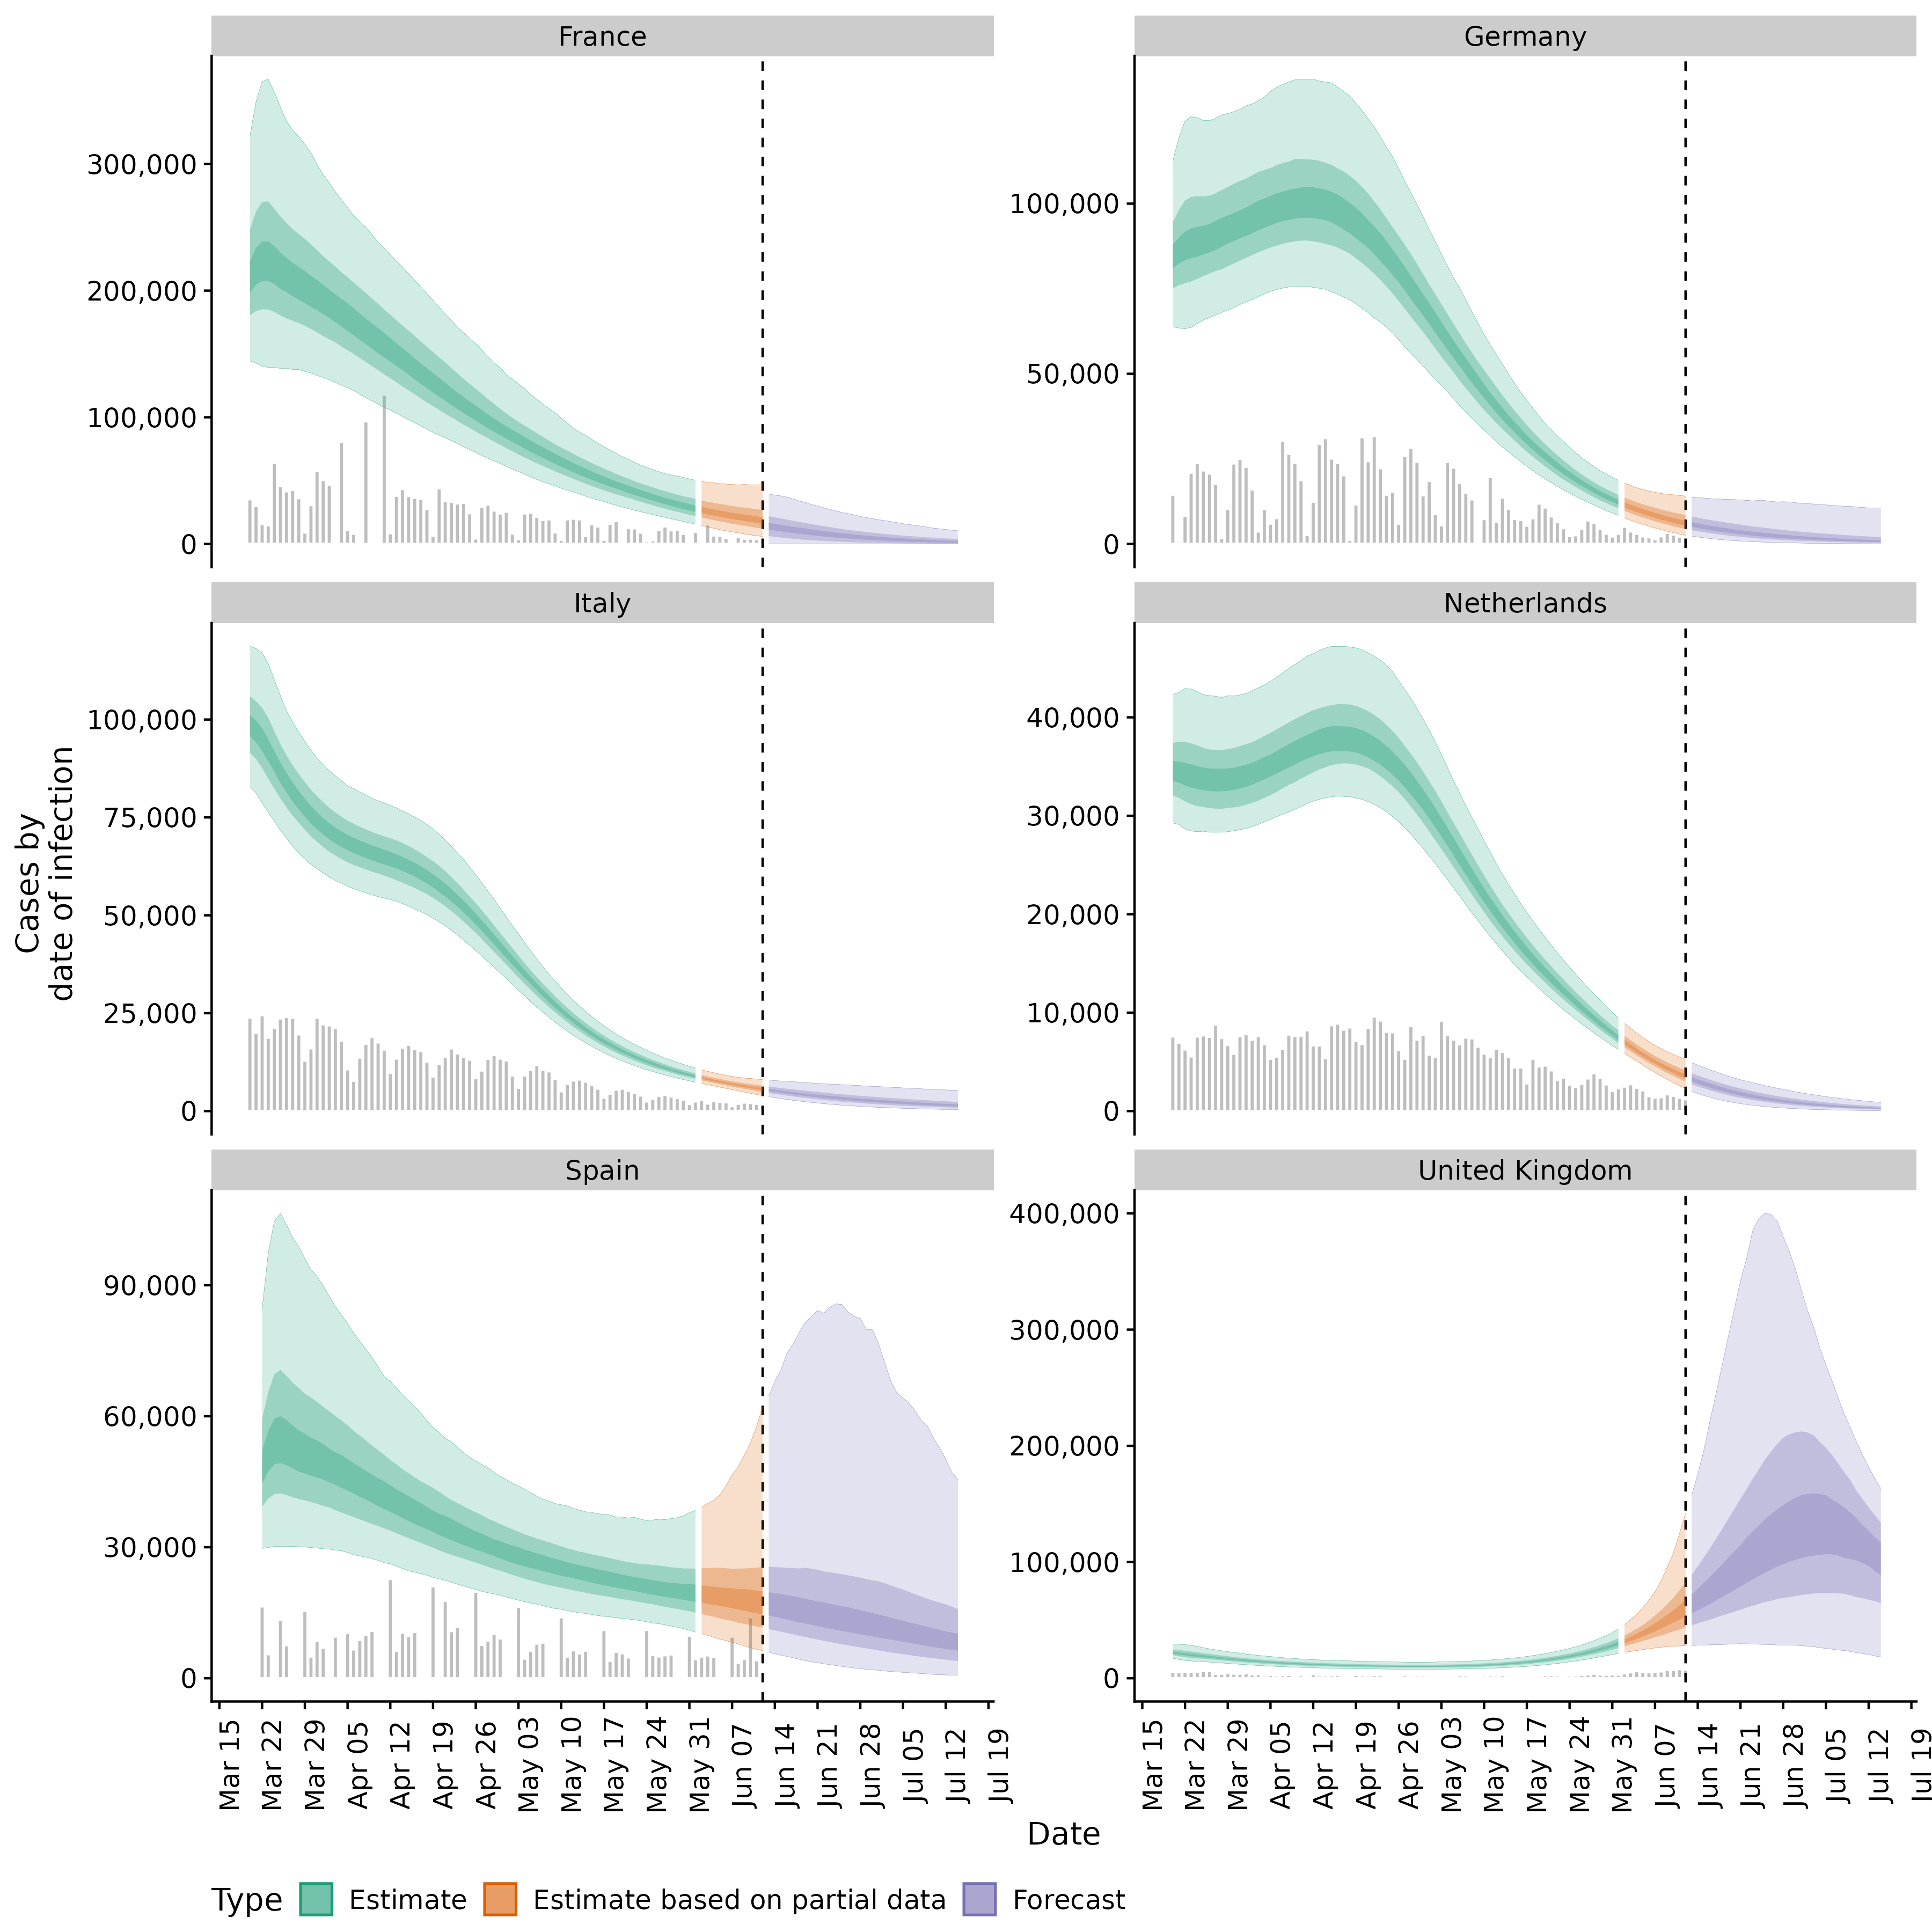 France
Germany
300,000
200,000
100,000
0
100,000
50,000
0
Italy
Netherlands
100,000
75,000
50,000
25,000
0
40,000
30,000
20,000
10,000
0
Cases by
date of infection
Spain
United Kingdom
90,000
60,000
30,000
0
400,000
300,000
200,000
100,000
0
Mar 15
Mar 22
Mar 29
Apr 05
Apr 12
Apr 19
Apr 26
May 03
May 10
May 17
May 24
May 31
Jun 07
Jun 14
Jun 21
Jun 28
Jul 05
Jul 12
Jul 19
Mar 15
Mar 22
Mar 29
Apr 05
Apr 12
Apr 19
Apr 26
May 03
May 10
May 17
May 24
May 31
Jun 07
Jun 14
Jun 21
Jun 28
Jul 05
Jul 12
Jul 19
Date
Type Estimate Estimate based on partial data Forecast